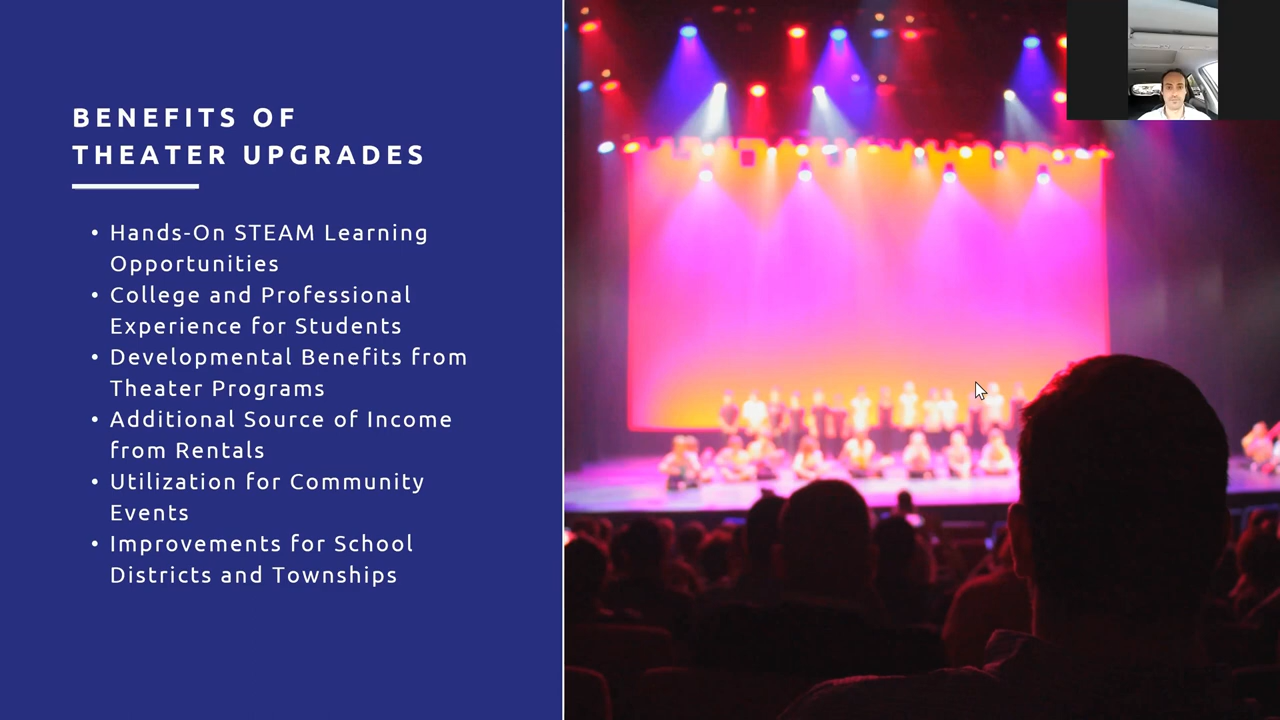 BENEFITS OF
THEATER UPGRADES
• Hands-On STEAM Learning
Opportunities
• College and Professional
Experience for Students
• Developmental Benefits from
Theater Programs
• Additional Source of Income
from Rentals
• Utilization for Community
Events
• Improvements for School
Districts and Townships